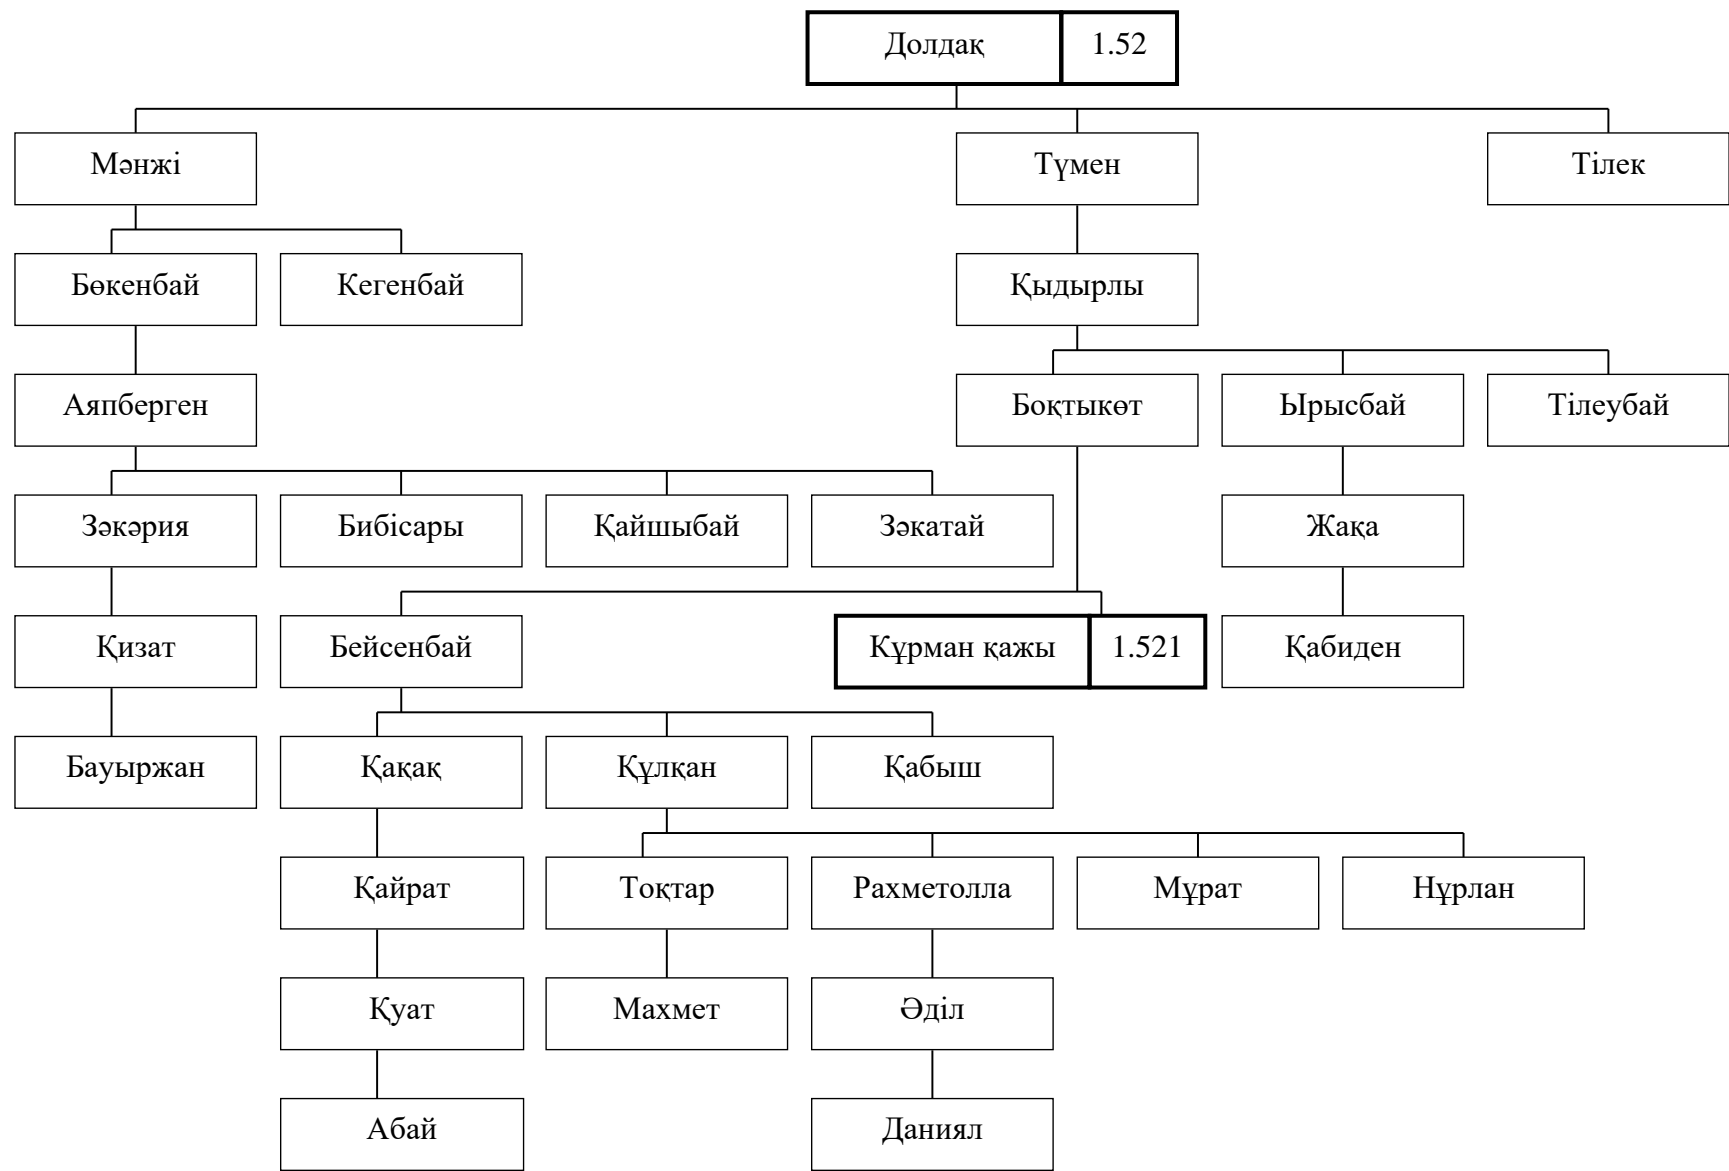 Долдақ 1.52
Мәнжі Түмен Тілек
Бөкенбай Кегенбай Қыдырлы
Аяпберген Боқтыкөт Ырысбай Тілеубай
Зәкәрия Бибісары Қайшыбай Зәкатай Жақа
Қизат Бейсенбай Құрман қажы 1.521 Қабиден
Бауыржан Қақақ Құлқан Қабыш
Қайрат Тоқтар Рахметолла Мұрат Нұрлан
Қуат Махмет Әділ
Абай Даниял